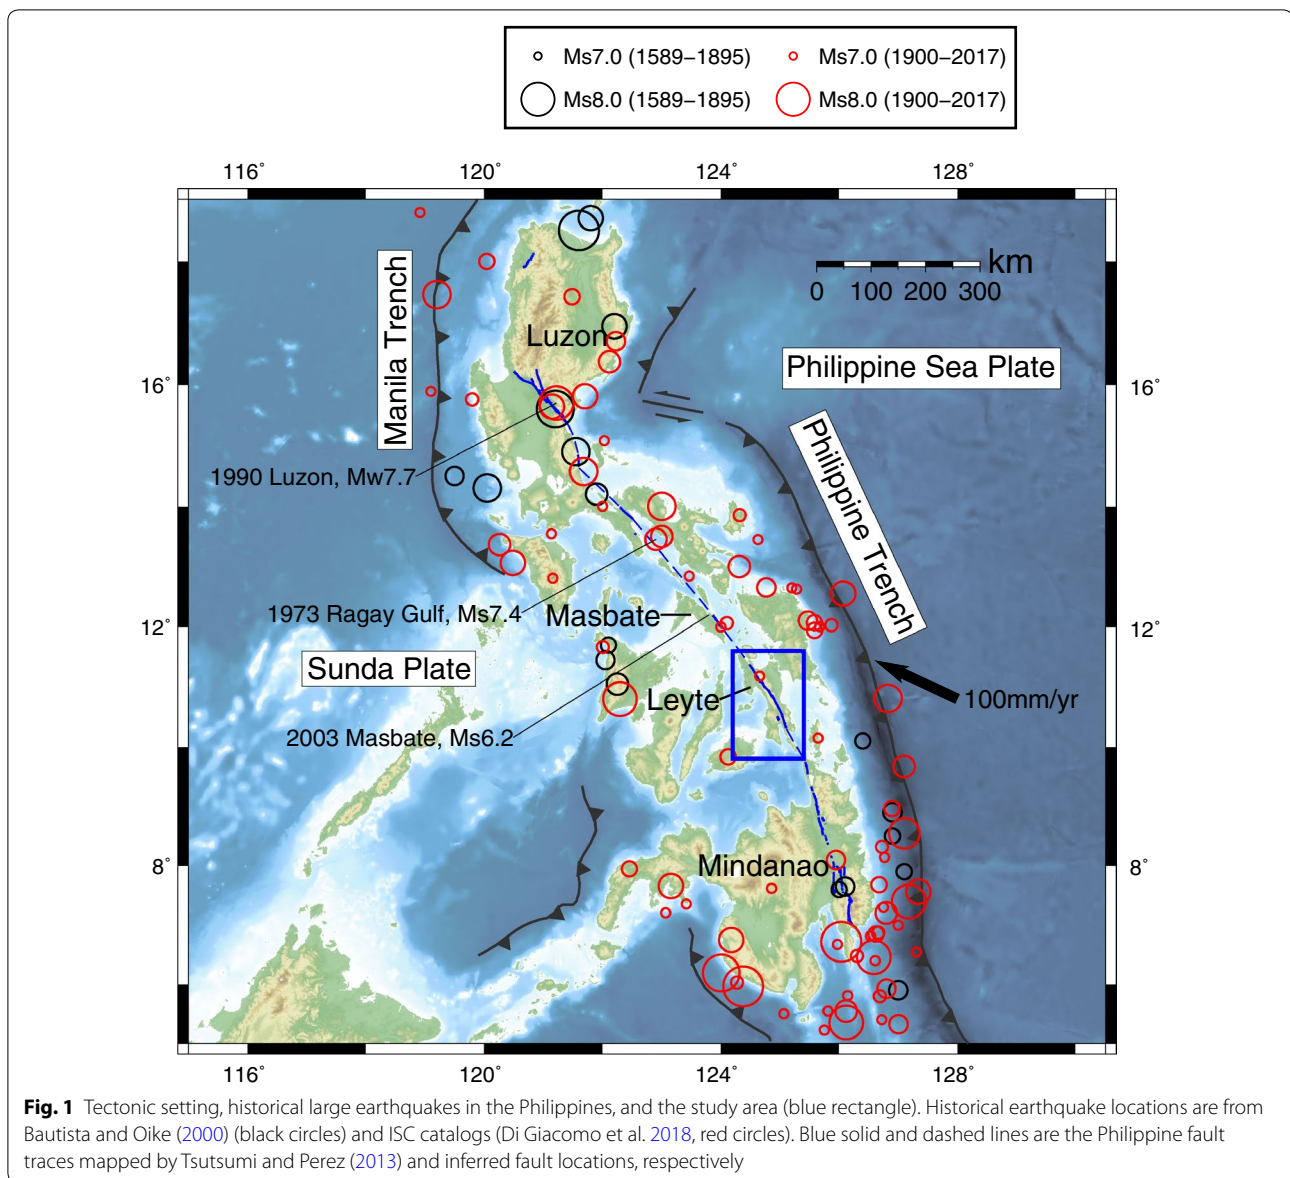 Ms7.0 (1589–1895) Ms7.0 (1900–2017)
Ms8.0 (1589–1895) Ms8.0 (1900–2017)
116° 120° 124° 128°
km
0 100 200 300
Manila Trench
Luzon
Philippine Sea Plate
16° 16°
Philippine Trench
1990 Luzon, Mw7.7
1973 Ragay Gulf, Ms7.4
Masbate
12° 12°
Sunda Plate
Leyte
100mm/yr
2003 Masbate, Ms6.2
8° 8°
Mindanao
116° 120° 124° 128°
Fig. 1 Tectonic setting, historical large earthquakes in the Philippines, and the study area (blue rectangle). Historical earthquake locations are from
Bautista and Oike (2000) (black circles) and ISC catalogs (Di Giacomo et al. 2018, red circles). Blue solid and dashed lines are the Philippine fault
traces mapped by Tsutsumi and Perez (2013) and inferred fault locations, respectively